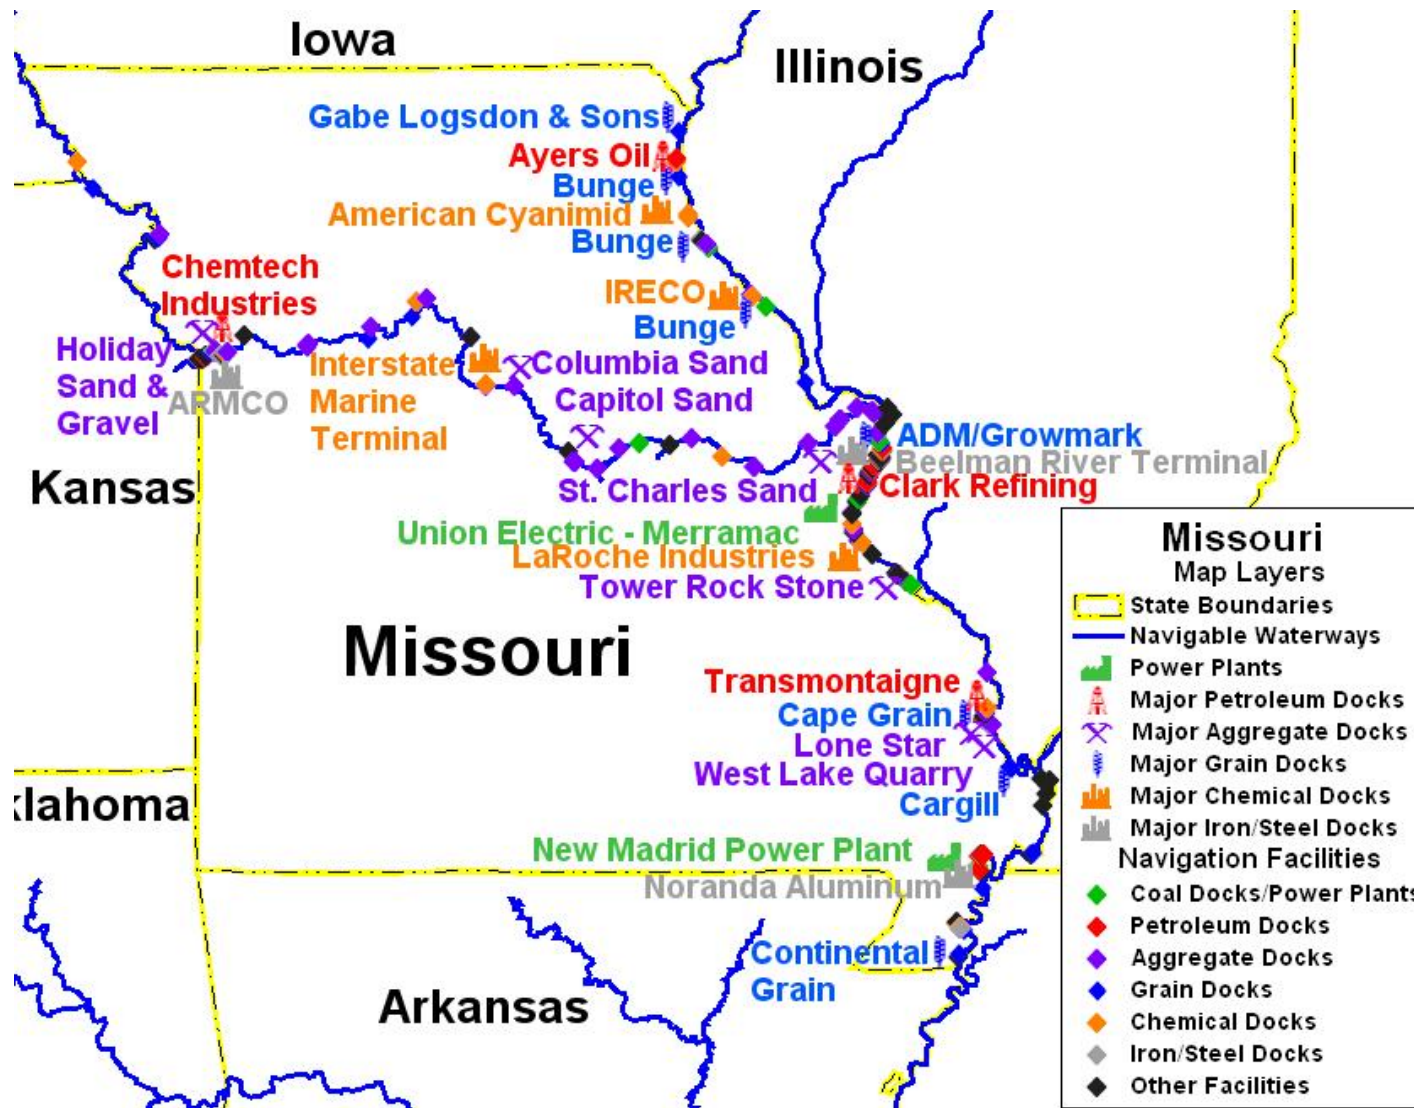 Iowa
Illinois
Gabe Logsdon & Sons
Ayers Oil
Bunge
American Cyanimid
Bunge
Chemtech
Industries
IRECO
Bunge
Holiday
Sand &
Gravel
ARMCO
Interstate
Marine
Terminal
Columbia Sand
Capitol Sand
ADM/Growmark
Beelman River Terminal
Kansas
St. Charles Sand
Clark Refining
Union Electric - Merramac
LaRoche Industries
Tower Rock Stone
Missouri
Transmontaigne
Cape Grain
Lone Star
West Lake Quarry
Cargill
klahoma
New Madrid Power Plant
Noranda Aluminum
Continental
Grain
Arkansas
Missouri
Map Layers
State Boundaries
Navigable Waterways
Power Plants
Major Petroleum Docks
Major Aggregate Docks
Major Grain Docks
Major Chemical Docks
Major Iron/Steel Docks
Navigation Facilities
Coal Docks/Power Plants
Petroleum Docks
Aggregate Docks
Grain Docks
Chemical Docks
Iron/Steel Docks
Other Facilities